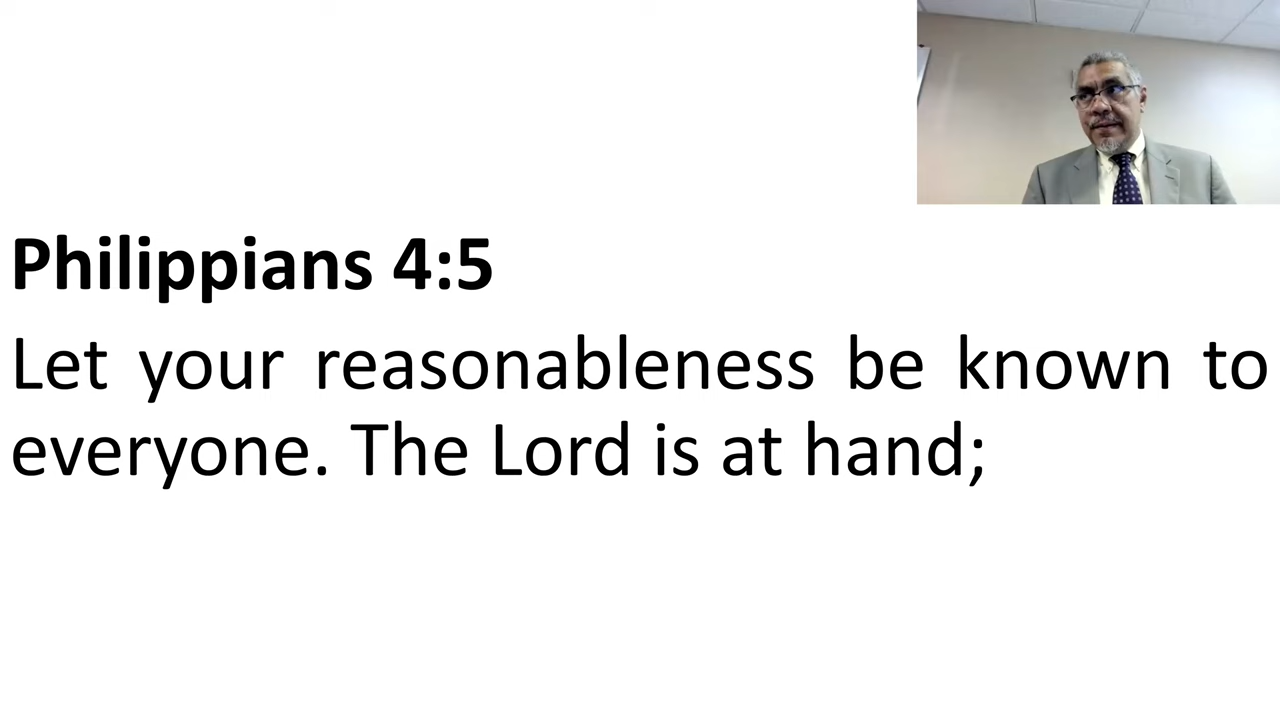 Philippians 4:5
Let your reasonableness be known to
everyone. The Lord is at hand;